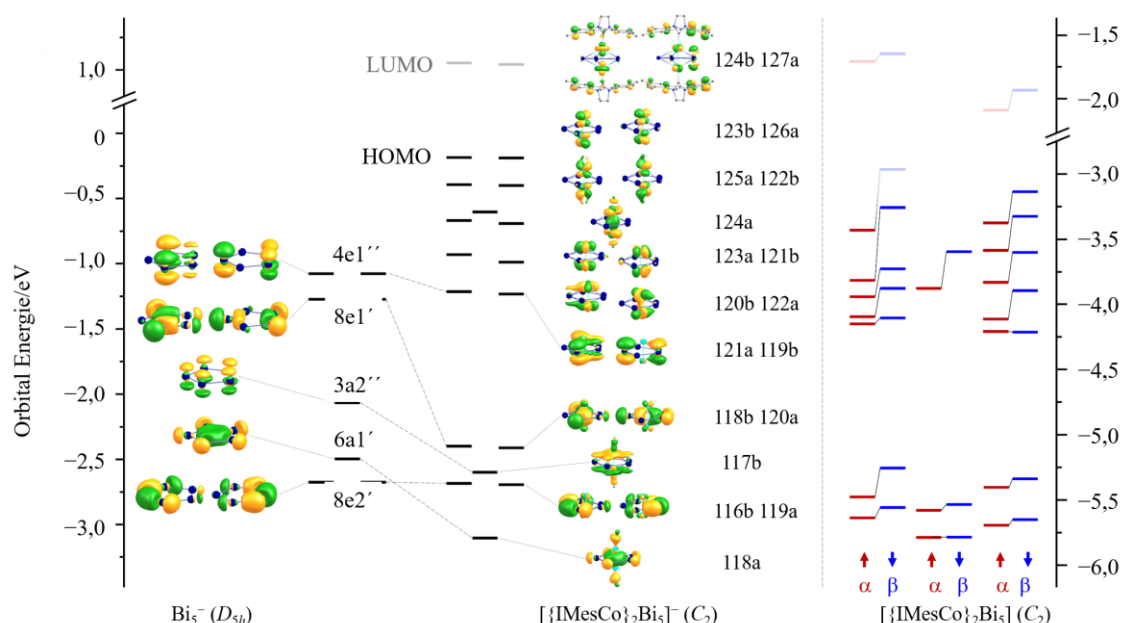 1,0
0
−0,5
−1,0
−1,5
−2,0
−2,5
−3,0
Orbital Energie/eV
4e1´´
8e1´
3a2´´
6a1´
8e2´
LUMO
HOMO
124b 127a
123b 126a
125a 122b
124a
123a 121b
120b 122a
121a 119b
118b 120a
117b
116b 119a
118a
−1,5
−2,0
−3,0
−3,5
−4,0
−4,5
−5,0
−5,5
−6,0
α β α β α β
Bi₅⁻ (D₅ₕ) [{IMesCo}₂Bi₅]⁻ (C₂) [{IMesCo}₂Bi₅] (C₂)